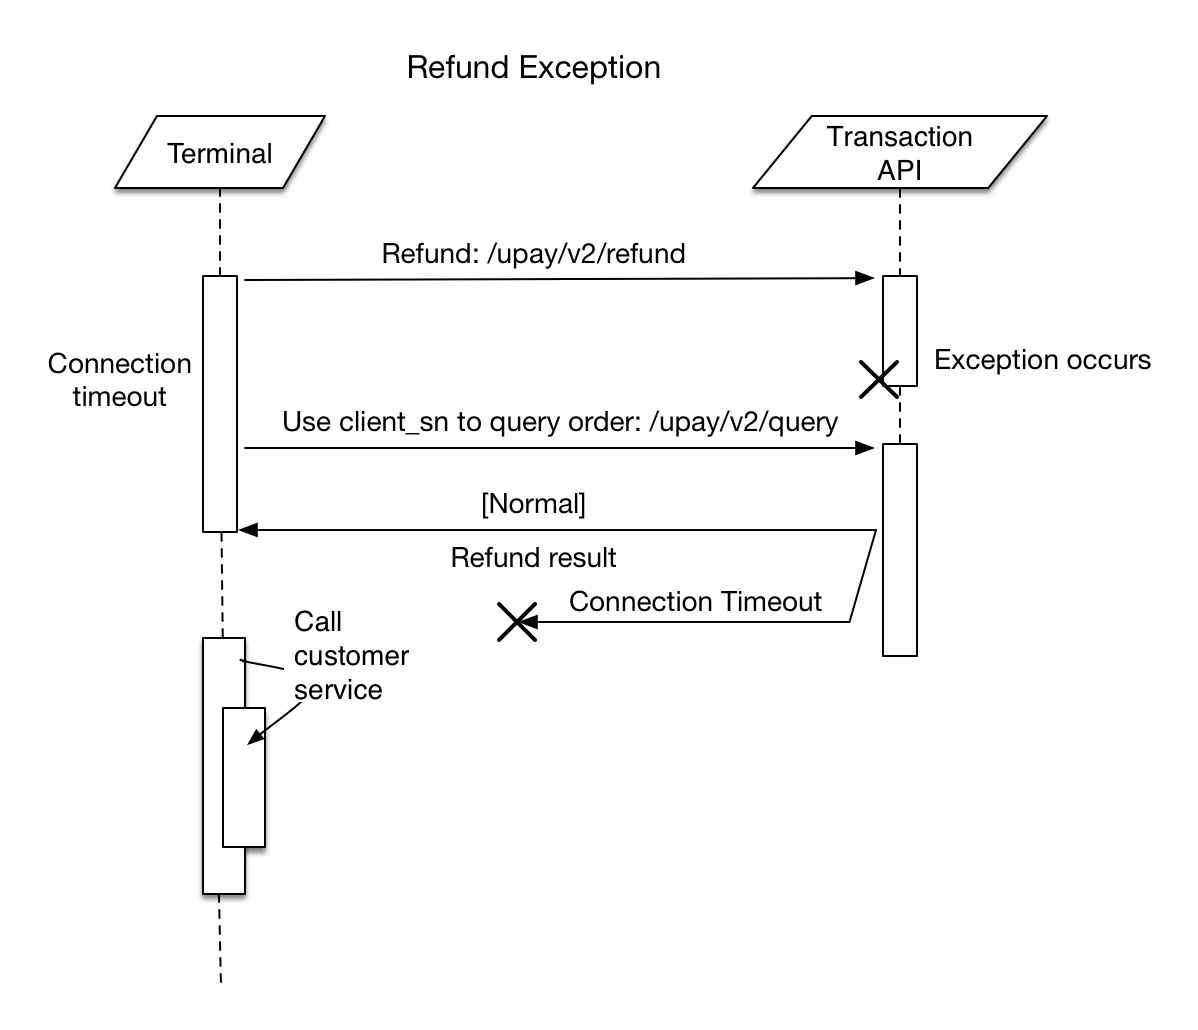 Refund Exception
Terminal
Transaction
API
Refund: /upay/v2/refund
Connection
timeout
Exception occurs
Use client_sn to query order: /upay/v2/query
[Normal]
Refund result
Connection Timeout
Call
customer
service